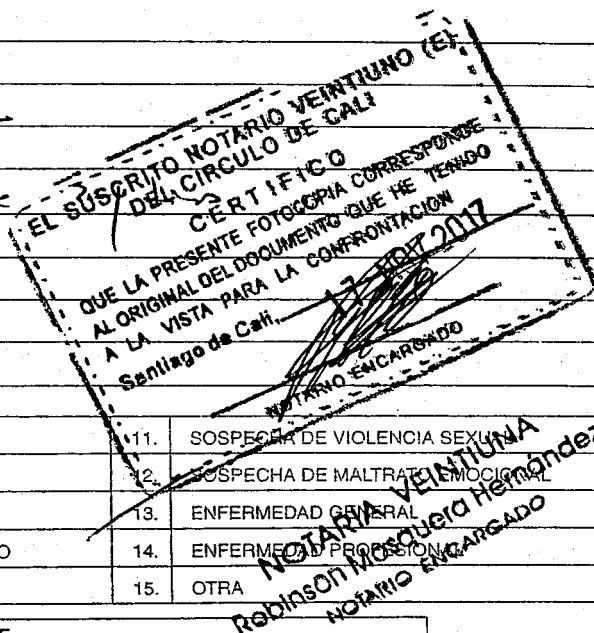 EL SUSCRITO NOTARIO VEINTIUNO (E)
DEL CIRCULO DE CALI
CERTIFICO
QUE LA PRESENTE FOTOCOPIA CORRESPONDE
AL ORIGINAL DEL DOCUMENTO QUE HE TENIDO
A LA VISTA PARA LA CONFRONTACION
Santiago de Cali, 17 2017
NOTARIO ENCARGADO
11. SOSPECHA DE VIOLENCIA SEXUAL
12. SOSPECHA DE MALTRATO EMOCIONAL
13. ENFERMEDAD GENERAL
O 14. ENFERMEDAD PROFESIONAL
15. OTRA
NOTARIA VEINTIUNA
Robinson Mosquera Hernández
NOTARIO ENCARGADO